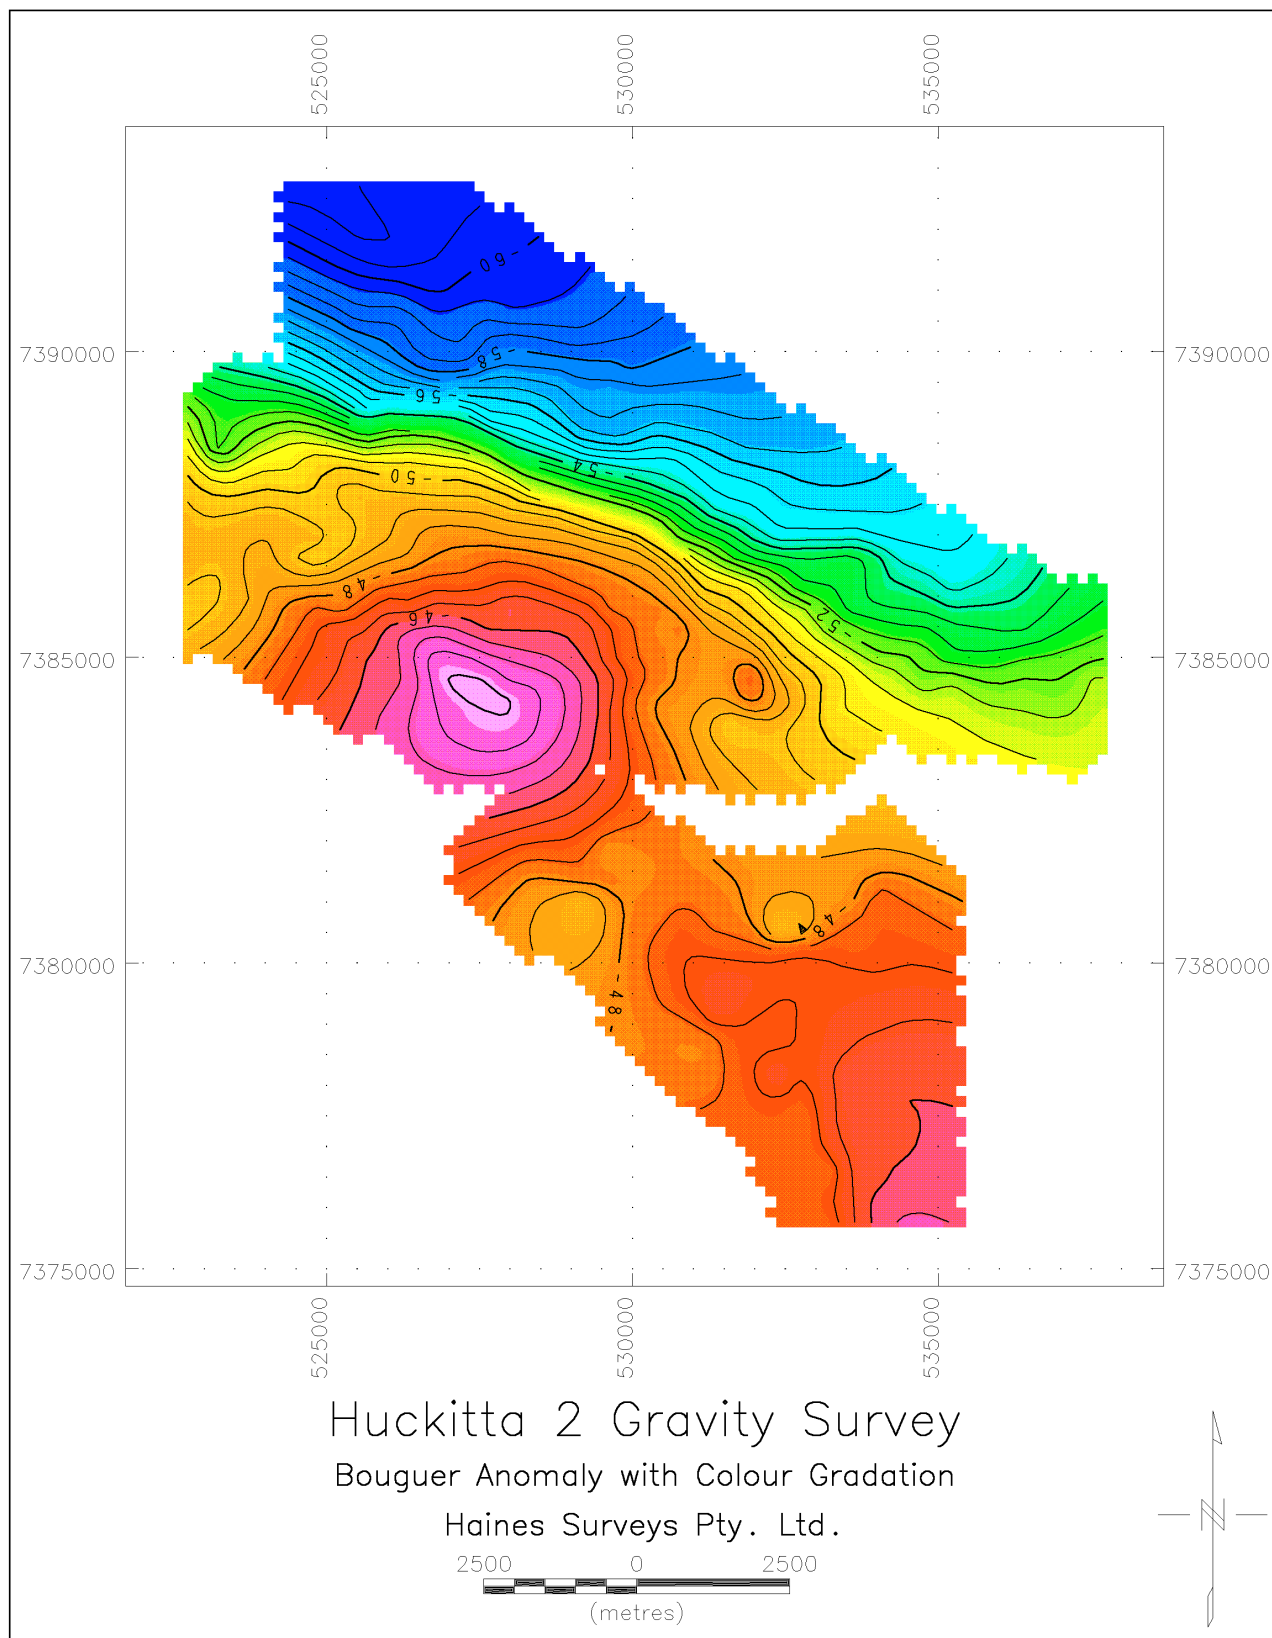 525000 530000 535000
-60
7390000 7390000
-58
-56
-54
-50
-48
-52
-46
7385000 7385000
-48
7380000 7380000
-48-
7375000 7375000
525000 530000 535000
Huckitta 2 Gravity Survey
Bouguer Anomaly with Colour Gradation
Haines Surveys Pty. Ltd.
2500 0 2500
(metres)
N